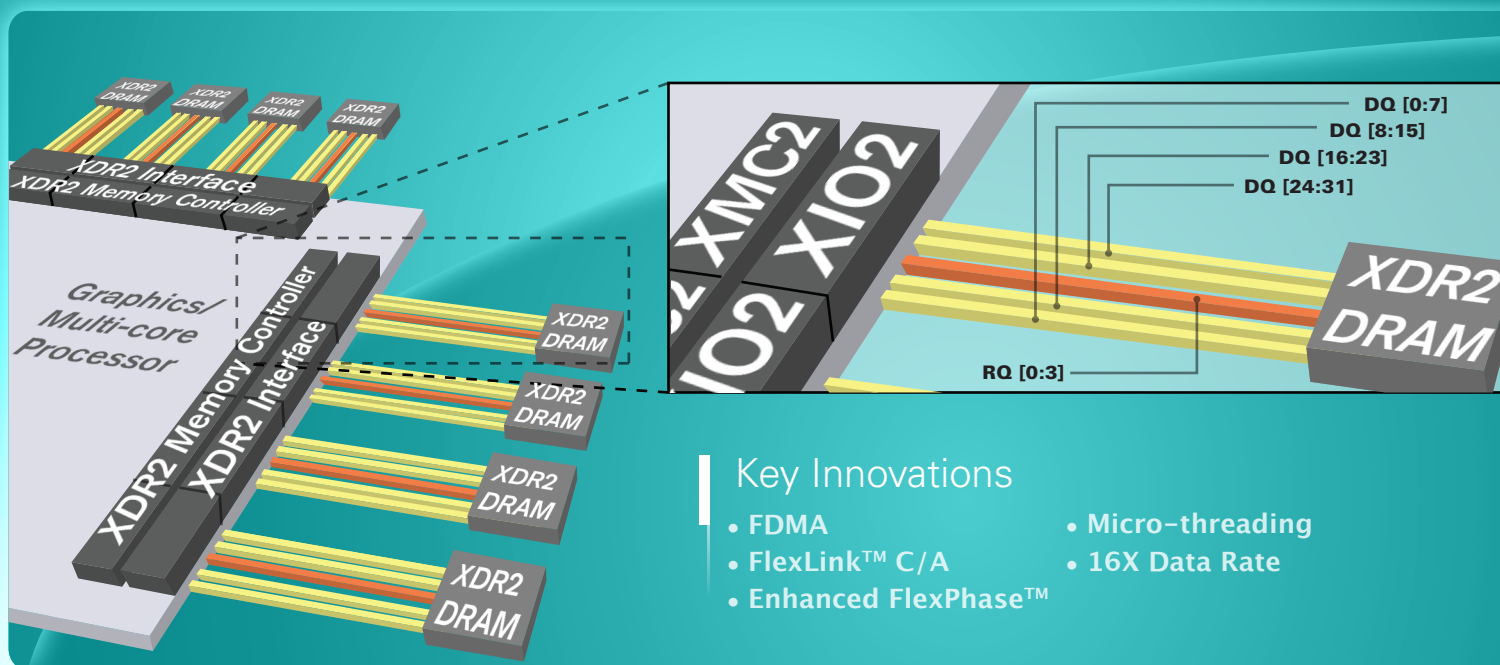 XDR2
DRAM
XDR2
DRAM
XDR2
DRAM
XDR2
DRAM
XDR2 Interface
XDR2 Memory Controller
Graphics/
Multi-core
Processor
XDR2 Memory Controller
XDR2 Interface
XDR2
DRAM
XDR2
DRAM
XDR2
DRAM
XDR2
DRAM
XMC2
XIO2
C2
IO2
DQ [0:7]
DQ [8:15]
DQ [16:23]
DQ [24:31]
RQ [0:3]
XDR2
DRAM
Key Innovations
• FDMA
• FlexLink™ C/A
• Enhanced FlexPhase™
• Micro-threading
• 16X Data Rate